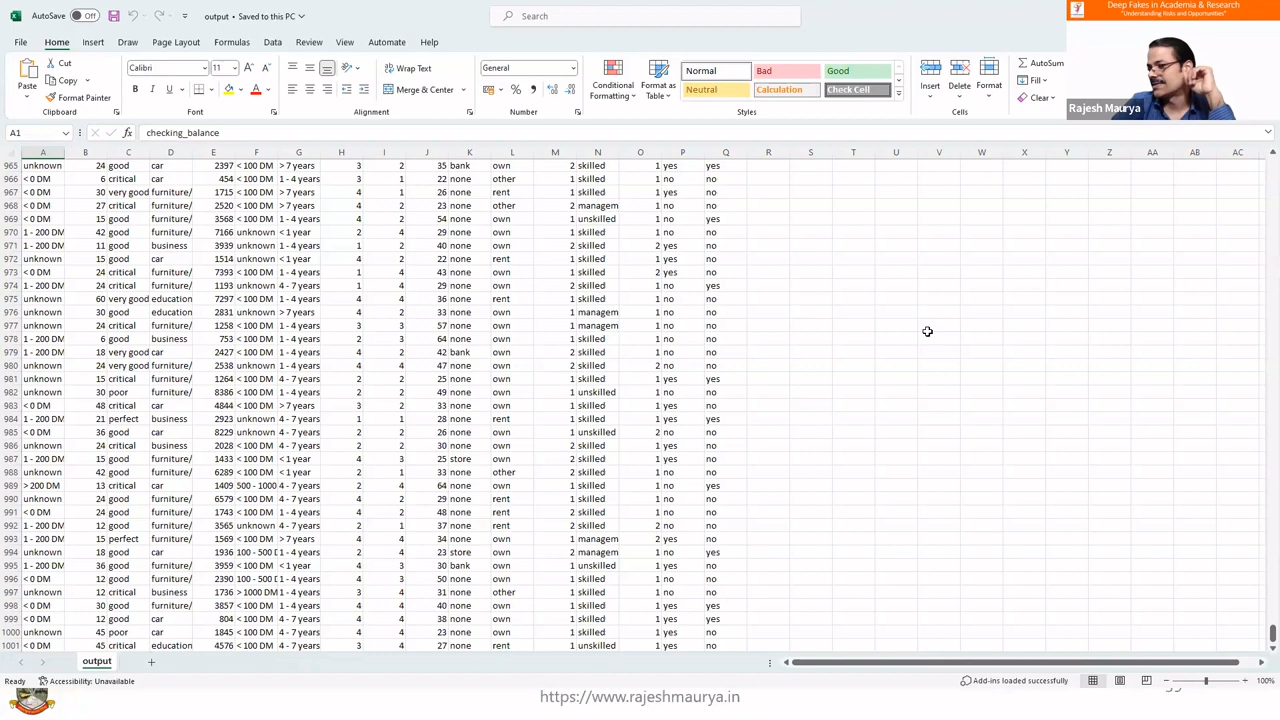 AutoSave Off output • Saved to this PC Search
Deep Fakes in Academia & Research
"Understanding Risks and Opportunities"
File Home Insert Draw Page Layout Formulas Data Review View Automate Help
Paste Cut Copy Format Painter Clipboard
Calibri 11 Font
Wrap Text Merge & Center Alignment
General Number
Conditional Formatting Format as Table
Normal Bad Good
Neutral Calculation Check Cell
Styles
Insert Delete Format Cells
AutoSum
Fill
Clear
Rajesh Maurya
A1 fx checking_balance
A B C D E F G H I J K L M N O P Q R S T U V W X Y Z AA AB AC
965 unknown 24 good car 2397 < 100 DM > 7 years 3 2 35 bank own 2 skilled 1 yes yes
966 < 0 DM 6 critical car 454 < 100 DM 1 - 4 years 3 1 22 none other 1 skilled 1 no no
967 < 0 DM 30 very good furniture/ 1715 < 100 DM > 7 years 4 1 26 none rent 1 skilled 1 yes no
968 < 0 DM 27 critical furniture/ 2520 < 100 DM > 7 years 4 2 23 none other 2 managem 1 no no
969 < 0 DM 15 good furniture/ 3568 < 100 DM 1 - 4 years 4 2 54 none own 1 unskilled 1 no yes
970 1 - 200 DM 42 good furniture/ 7166 unknown < 1 year 2 4 29 none own 1 skilled 1 no no
971 1 - 200 DM 11 good business 3939 unknown 1 - 4 years 1 2 40 none own 2 skilled 2 yes no
972 unknown 15 good car 1514 unknown < 1 year 4 2 22 none rent 1 skilled 1 no no
973 < 0 DM 24 critical furniture/ 7393 < 100 DM 1 - 4 years 1 4 43 none own 1 skilled 2 yes no
974 1 - 200 DM 24 critical furniture/ 1193 unknown 4 - 7 years 1 4 29 none own 2 skilled 1 no no
975 unknown 60 very good education 7297 < 100 DM 1 - 4 years 4 4 36 none rent 1 skilled 1 no no
976 unknown 30 good education 2831 unknown > 7 years 4 2 33 none own 1 managem 1 no no
977 unknown 24 critical furniture/ 1258 < 100 DM 1 - 4 years 3 3 57 none own 1 managem 1 no no
978 1 - 200 DM 6 good business 753 < 100 DM 1 - 4 years 2 3 64 none own 1 skilled 1 no no
979 1 - 200 DM 18 very good car 2427 < 100 DM 1 - 4 years 4 2 42 bank own 2 skilled 1 no no
980 unknown 24 very good furniture/ 2538 unknown 1 - 4 years 4 4 47 none own 2 skilled 2 no no
981 unknown 15 critical furniture/ 1264 < 100 DM 4 - 7 years 2 2 25 none own 1 skilled 1 yes yes
982 unknown 30 poor furniture/ 8386 < 100 DM 1 - 4 years 2 2 49 none own 1 unskilled 1 no no
983 < 0 DM 48 critical car 4844 < 100 DM > 7 years 3 2 33 none own 1 skilled 1 yes no
984 1 - 200 DM 21 perfect business 2923 unknown 4 - 7 years 1 1 28 none rent 1 skilled 1 yes yes
985 < 0 DM 36 good car 8229 unknown 4 - 7 years 2 2 26 none own 1 unskilled 2 no no
986 unknown 24 critical business 2028 < 100 DM 4 - 7 years 2 2 30 none own 2 skilled 1 yes no
987 1 - 200 DM 15 good furniture/ 1433 < 100 DM < 1 year 4 3 25 store own 2 skilled 1 yes no
988 unknown 42 good furniture/ 6289 < 100 DM < 1 year 2 1 33 none other 2 skilled 1 no no
989 > 200 DM 13 critical car 1409 500 - 1000 4 - 7 years 2 4 64 none own 1 skilled 1 no no
990 unknown 24 good furniture/ 6579 < 100 DM 4 - 7 years 4 2 29 none rent 1 skilled 1 no no
991 < 0 DM 24 good furniture/ 1743 < 100 DM 1 - 4 years 4 2 48 none own 1 skilled 1 no no
992 1 - 200 DM 12 good furniture/ 3565 unknown 4 - 7 years 2 1 37 none rent 1 skilled 2 no no
993 1 - 200 DM 15 perfect furniture/ 1569 < 100 DM > 7 years 4 4 34 none own 1 managem 2 yes no
994 unknown 18 good car 1936 100 - 500 D 1 - 4 years 2 4 23 store own 2 managem 1 no yes
995 1 - 200 DM 36 good furniture/ 3959 < 100 DM < 1 year 4 3 30 bank own 1 unskilled 1 yes no
996 < 0 DM 12 good furniture/ 2390 100 - 500 D 1 - 4 years 4 3 50 none own 1 skilled 1 no no
997 unknown 12 critical business 1736 > 1000 DM 1 - 4 years 3 4 31 none other 1 skilled 1 no no
998 < 0 DM 30 good furniture/ 3857 < 100 DM 1 - 4 years 4 4 40 none own 1 skilled 1 yes yes
999 < 0 DM 12 good car 804 < 100 DM 4 - 7 years 4 4 38 none own 1 skilled 1 no no
1000 unknown 45 poor car 1845 < 100 DM 4 - 7 years 4 4 23 none own 1 skilled 1 yes no
1001 < 0 DM 45 critical education 4576 < 100 DM 4 - 7 years 3 4 27 none own 1 unskilled 1 no no
output
Ready Accessibility: Unavailable Add-ins loaded successfully 100%
https://www.rajeshmaurya.in